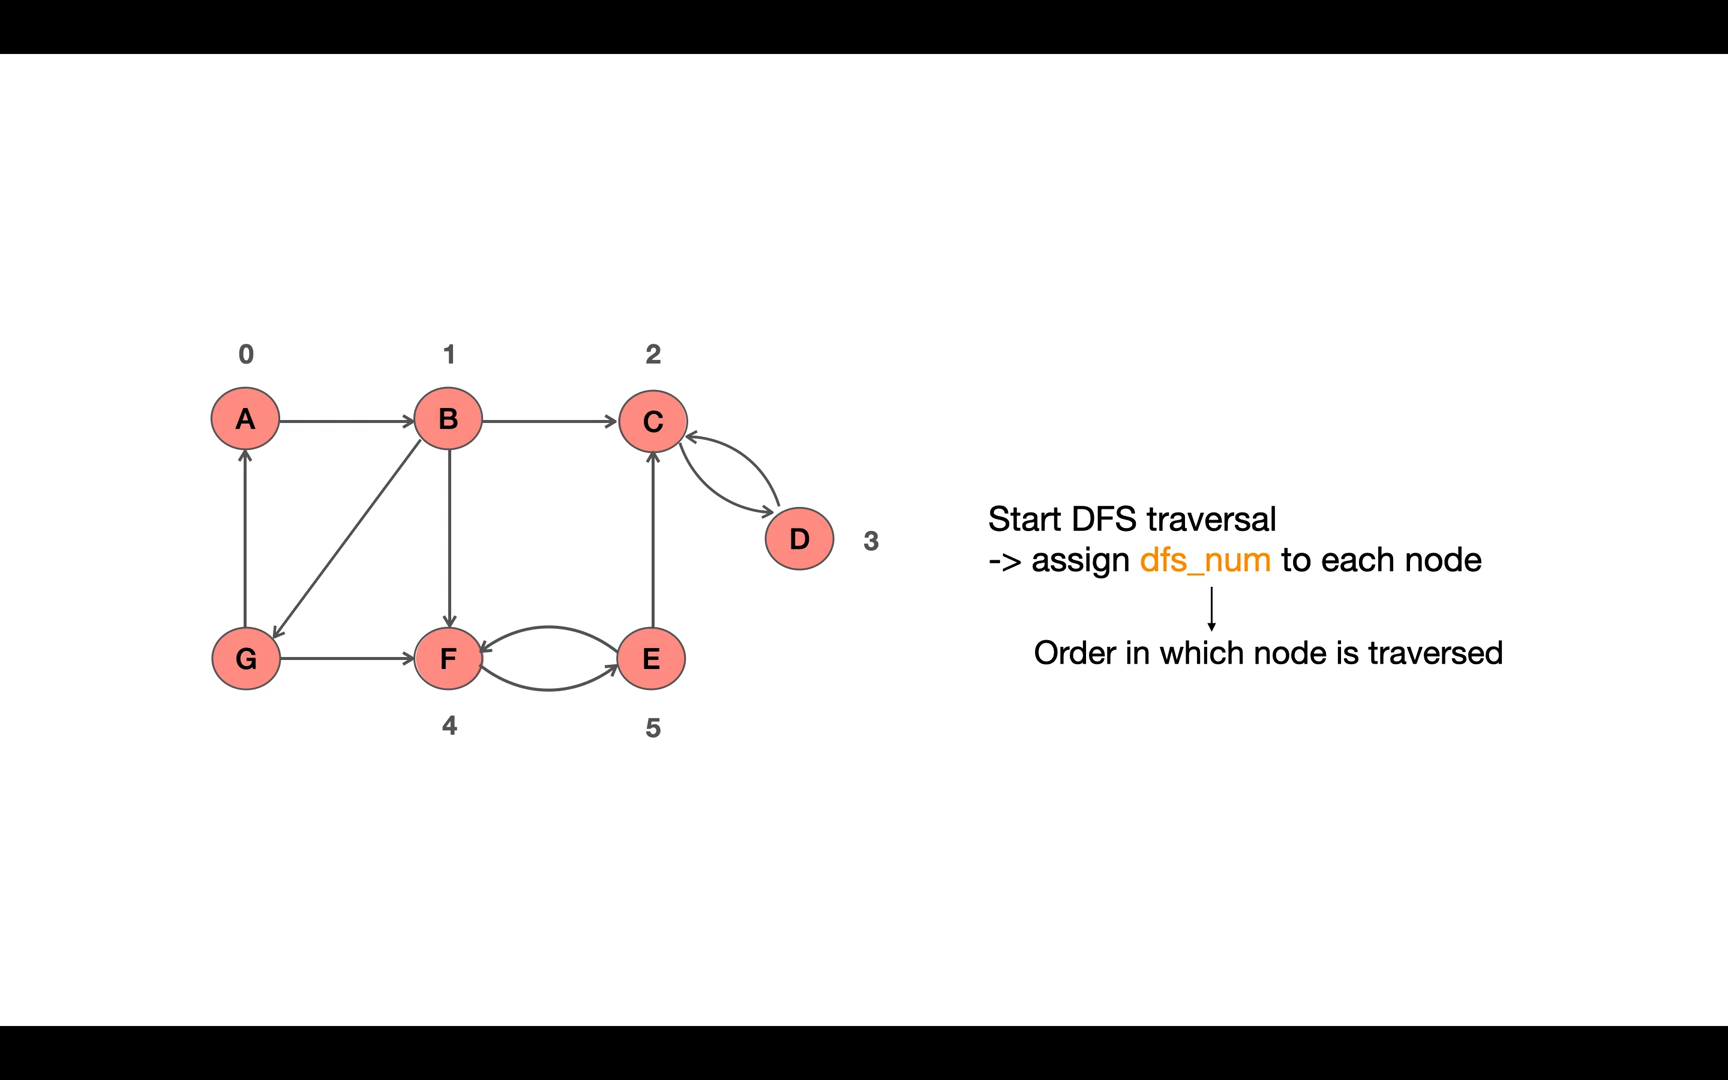 0 1 2
A B C
Start DFS traversal
D 3
-> assign dfs_num to each node
Order in which node is traversed
G F E
4 5